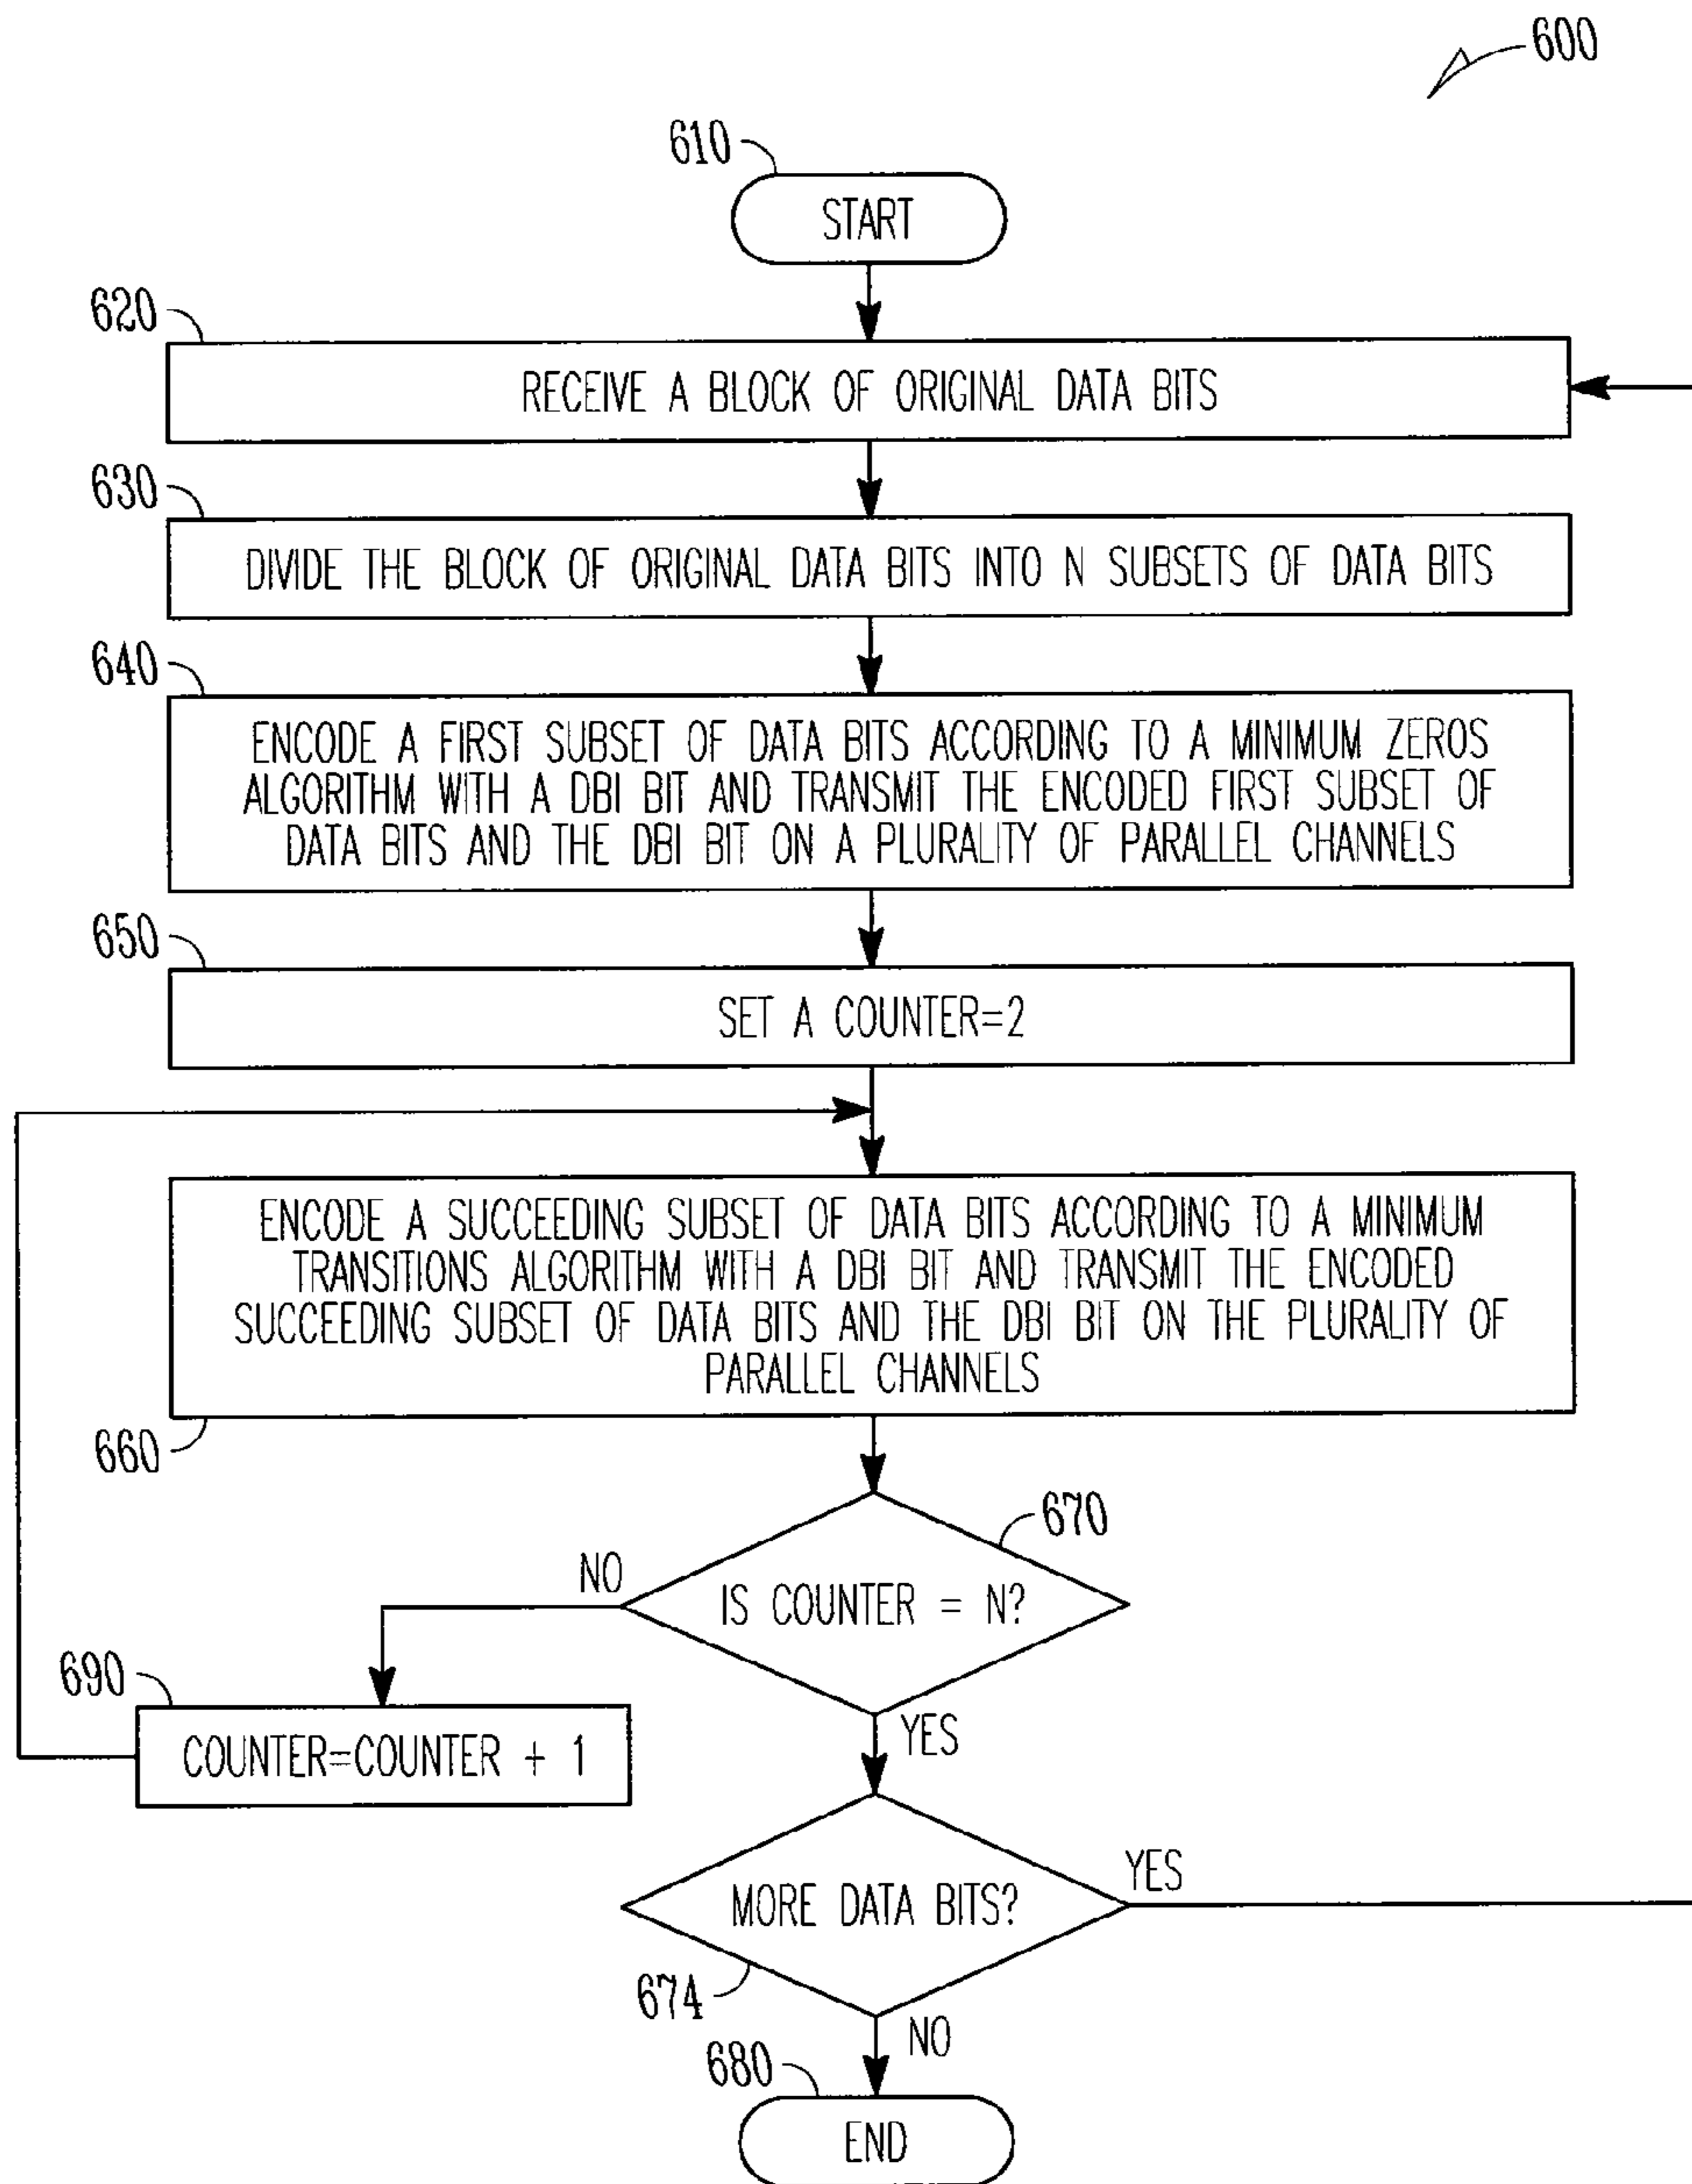 600
610
START
620
RECEIVE A BLOCK OF ORIGINAL DATA BITS
630
DIVIDE THE BLOCK OF ORIGINAL DATA BITS INTO N SUBSETS OF DATA BITS
640
ENCODE A FIRST SUBSET OF DATA BITS ACCORDING TO A MINIMUM ZEROS
ALGORITHM WITH A DBI BIT AND TRANSMIT THE ENCODED FIRST SUBSET OF
DATA BITS AND THE DBI BIT ON A PLURALITY OF PARALLEL CHANNELS
650
SET A COUNTER=2
ENCODE A SUCCEEDING SUBSET OF DATA BITS ACCORDING TO A MINIMUM
TRANSITIONS ALGORITHM WITH A DBI BIT AND TRANSMIT THE ENCODED
SUCCEEDING SUBSET OF DATA BITS AND THE DBI BIT ON THE PLURALITY OF
PARALLEL CHANNELS
660
670
NO
IS COUNTER = N?
690
YES
COUNTER=COUNTER + 1
YES
MORE DATA BITS?
674
NO
680
END